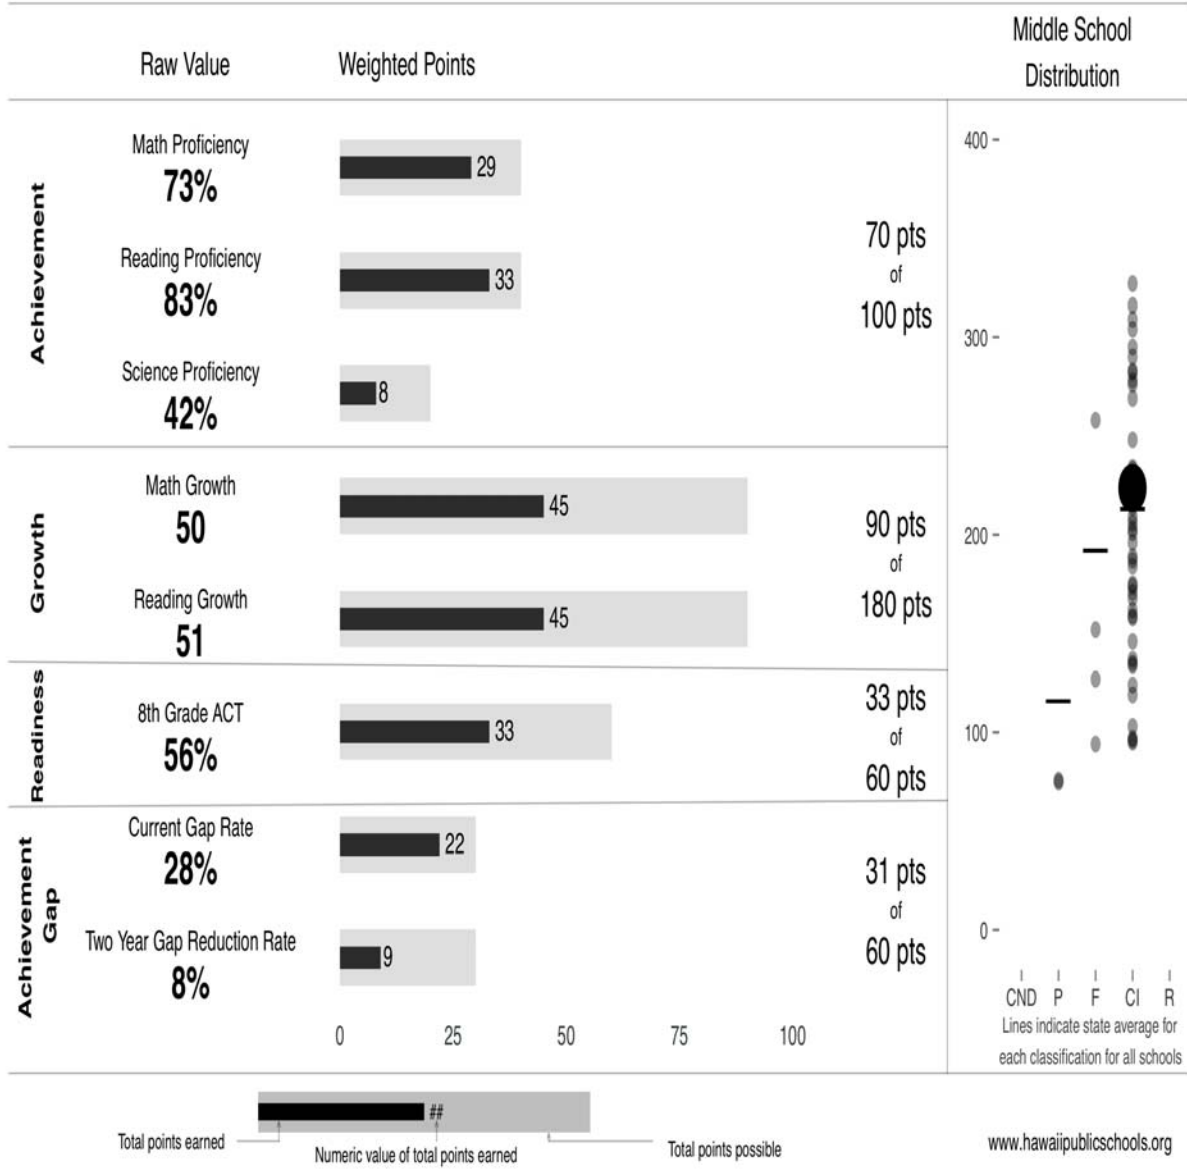 Raw Value
Weighted Points
Middle School
Distribution
Achievement
Math Proficiency
73%
29
Reading Proficiency
83%
33
Science Proficiency
42%
8
70 pts
of
100 pts
Growth
Math Growth
50
45
Reading Growth
51
45
90 pts
of
180 pts
Readiness
8th Grade ACT
56%
33
33 pts
of
60 pts
Achievement
Gap
Current Gap Rate
28%
22
Two Year Gap Reduction Rate
8%
9
31 pts
of
60 pts
0 25 50 75 100
400
300
200
100
0
CND P F CI R
Lines indicate state average for
each classification for all schools
##
Total points earned
Numeric value of total points earned
Total points possible
www.hawaiipublicschools.org